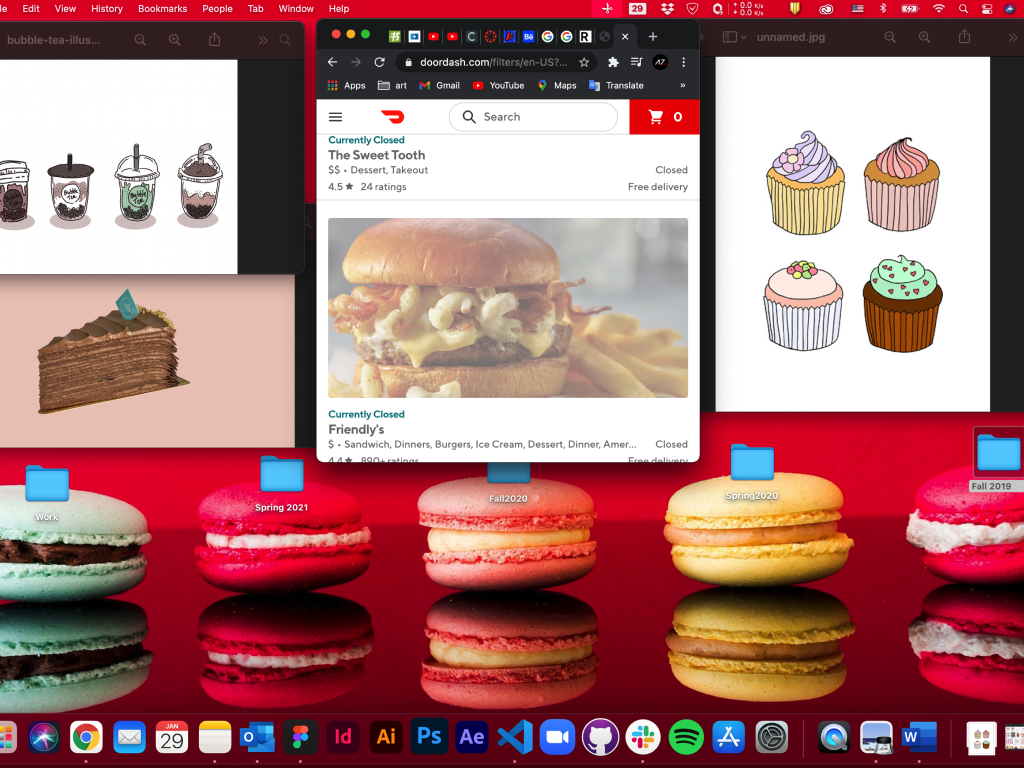 Edit View History Bookmarks People Tab Window Help
29
0.0 K/s
0.0 K/s
bubble-tea-illus...
unnamed.jpg
doordash.com/filters/en-US?...
Apps art Gmail YouTube Maps Translate »
Search
0
Currently Closed
The Sweet Tooth
$$ • Dessert, Takeout Closed
4.5 ★ 24 ratings Free delivery
Bubble Tea
Bubble Tea
Currently Closed
Friendly's
$ • Sandwich, Dinners, Burgers, Ice Cream, Dessert, Dinner, Amer... Closed
4.4 ★ 890+ ratings Free delivery
Work
Spring 2021
Fall2020
Spring2020
Fall 2019
JAN
29
Id
Ai
Ps
Ae
W